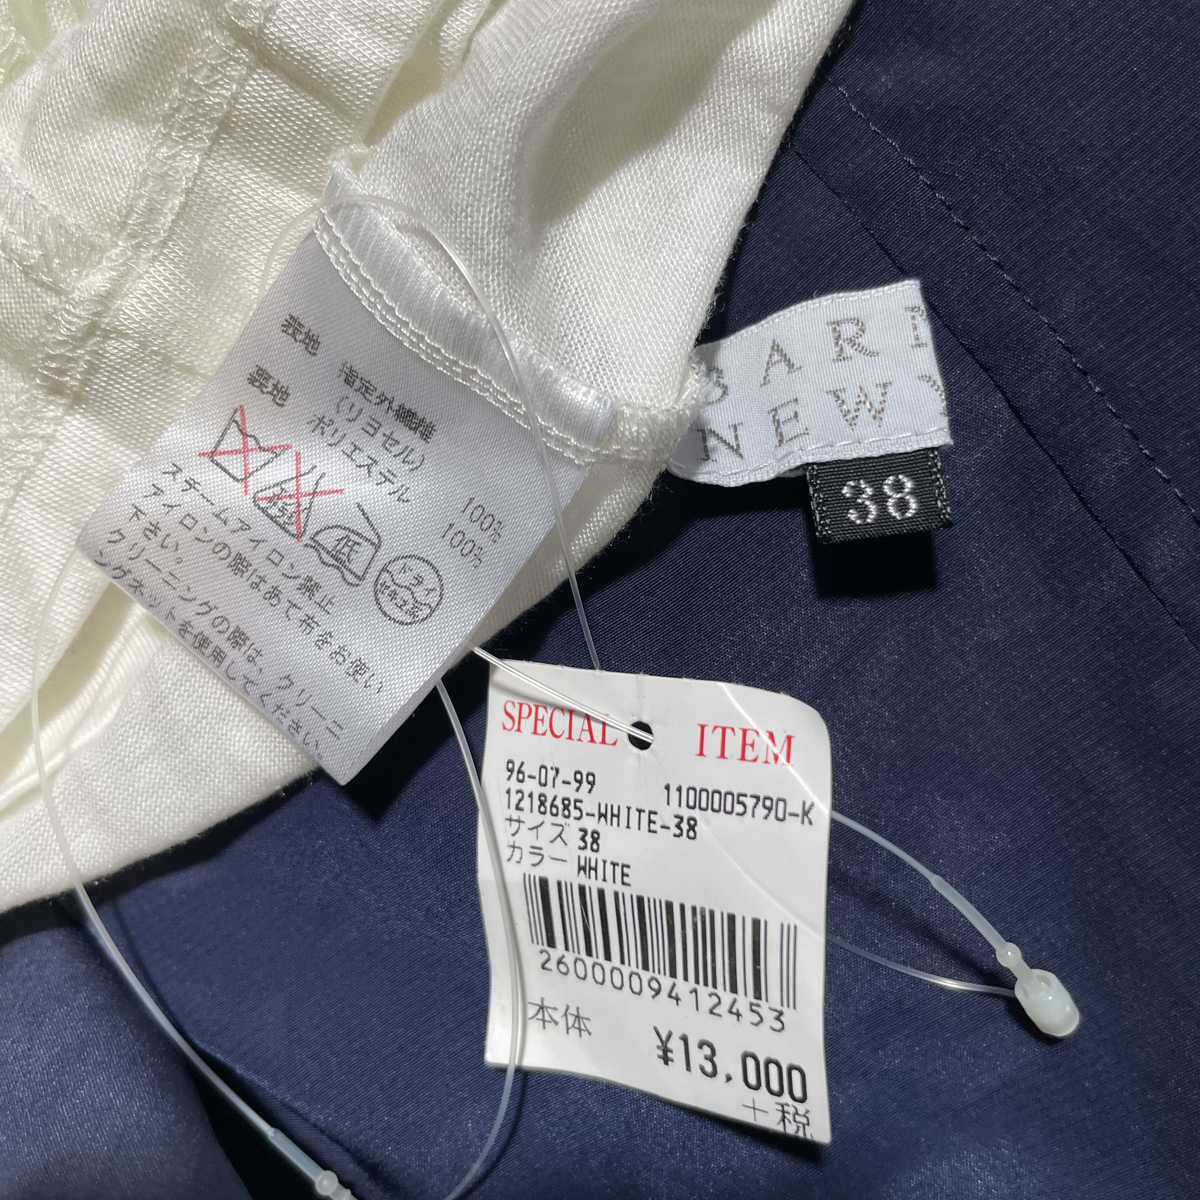 表地 指定外繊維
(リヨセル) 100%
裏地 ポリエステル 100%
低
ドライ
スチームアイロン禁止
アイロンの際はあて布をお使い
下さい。
クリーニングの際は、クリーニ
ングネットを使用してください。
BAR
NEW
38
SPECIAL ITEM
96-07-99 1100005790-K
1218685-WHITE-38
サイズ 38
カラー WHITE
2600009412453
本体
¥13,000
+税